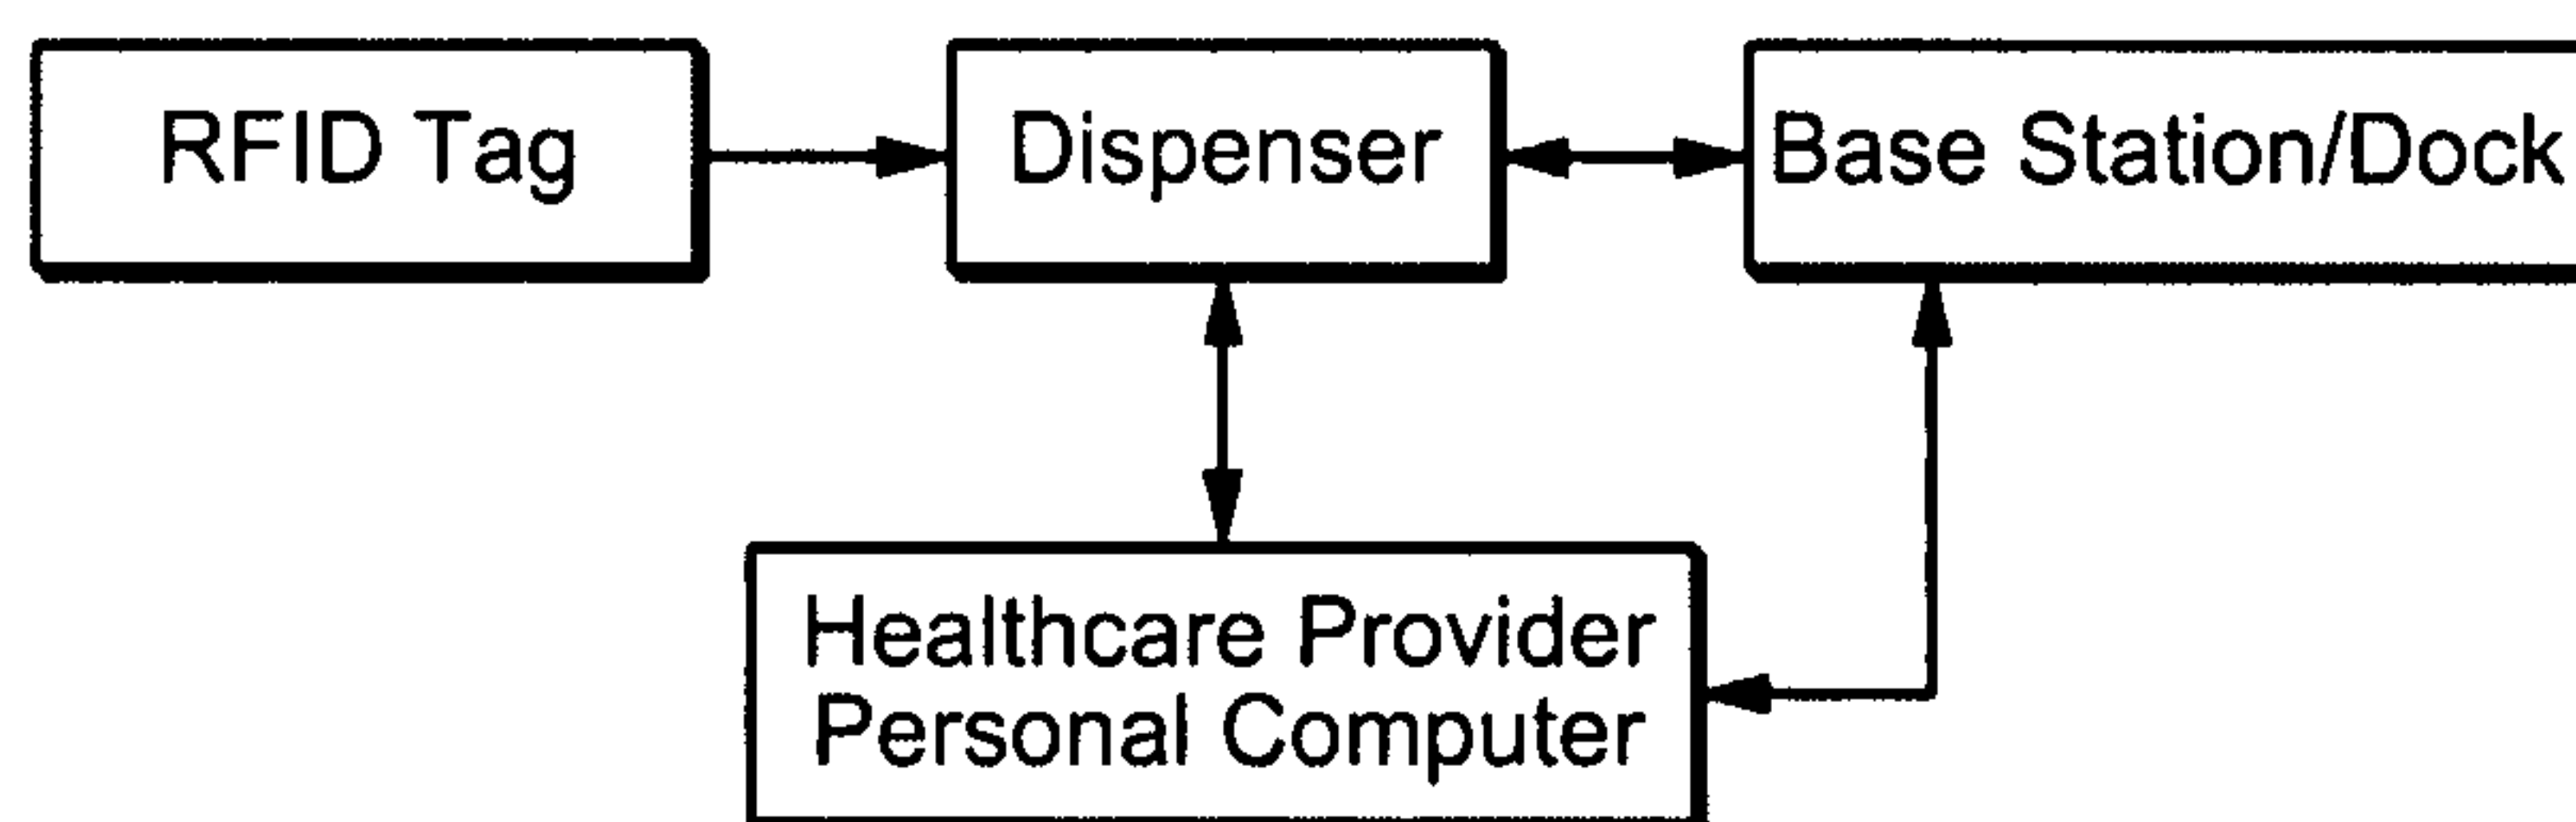 RFID Tag
Dispenser
Base Station/Dock
Healthcare Provider
Personal Computer